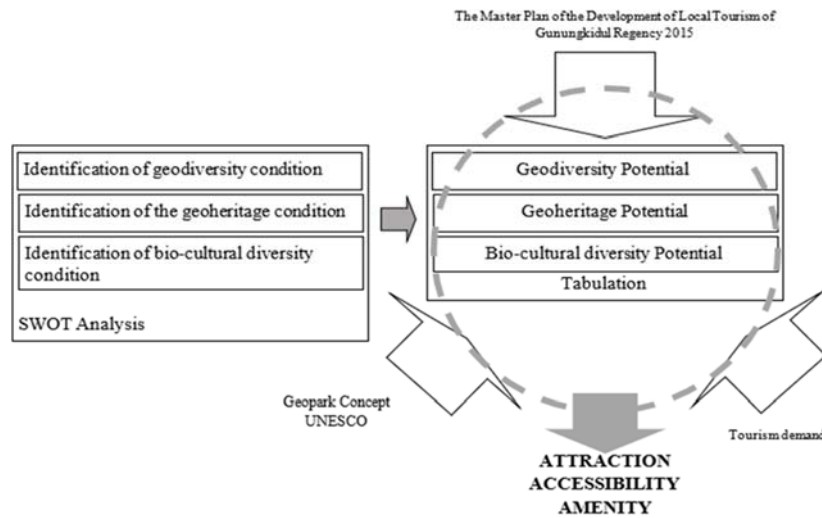 The Master Plan of the Development of Local Tourism of
Gunungkidul Regency 2015
Identification of geodiversity condition
Identification of the geoheritage condition
Identification of bio-cultural diversity
condition
SWOT Analysis
Geodiversity Potential
Geoheritage Potential
Bio-cultural diversity Potential
Tabulation
Geopark Concept
UNESCO
Tourism demand
ATTRACTION
ACCESSIBILITY
AMENITY